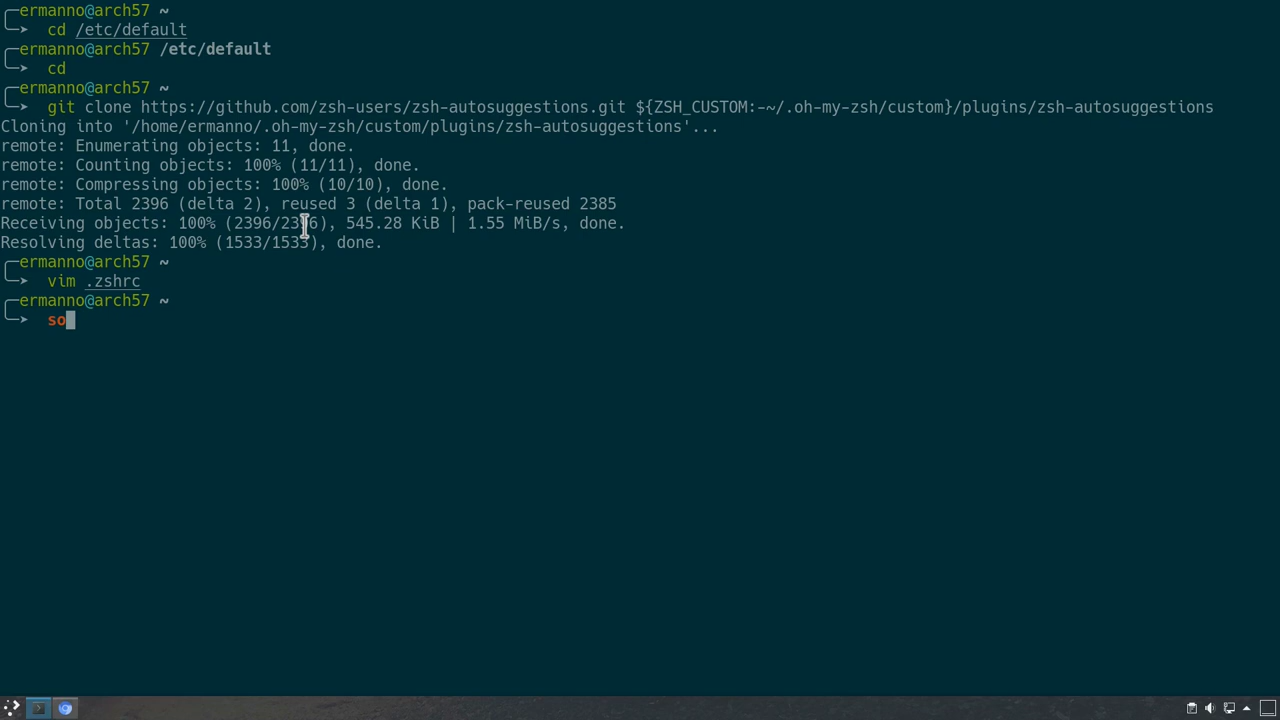 ermanno@arch57 ~
cd /etc/default
ermanno@arch57 /etc/default
cd
ermanno@arch57 ~
git clone https://github.com/zsh-users/zsh-autosuggestions.git ${ZSH_CUSTOM:-~/.oh-my-zsh/custom}/plugins/zsh-autosuggestions
Cloning into '/home/ermanno/.oh-my-zsh/custom/plugins/zsh-autosuggestions'...
remote: Enumerating objects: 11, done.
remote: Counting objects: 100% (11/11), done.
remote: Compressing objects: 100% (10/10), done.
remote: Total 2396 (delta 2), reused 3 (delta 1), pack-reused 2385
Receiving objects: 100% (2396/2396), 545.28 KiB | 1.55 MiB/s, done.
Resolving deltas: 100% (1533/1533), done.
ermanno@arch57 ~
vim .zshrc
ermanno@arch57 ~
so